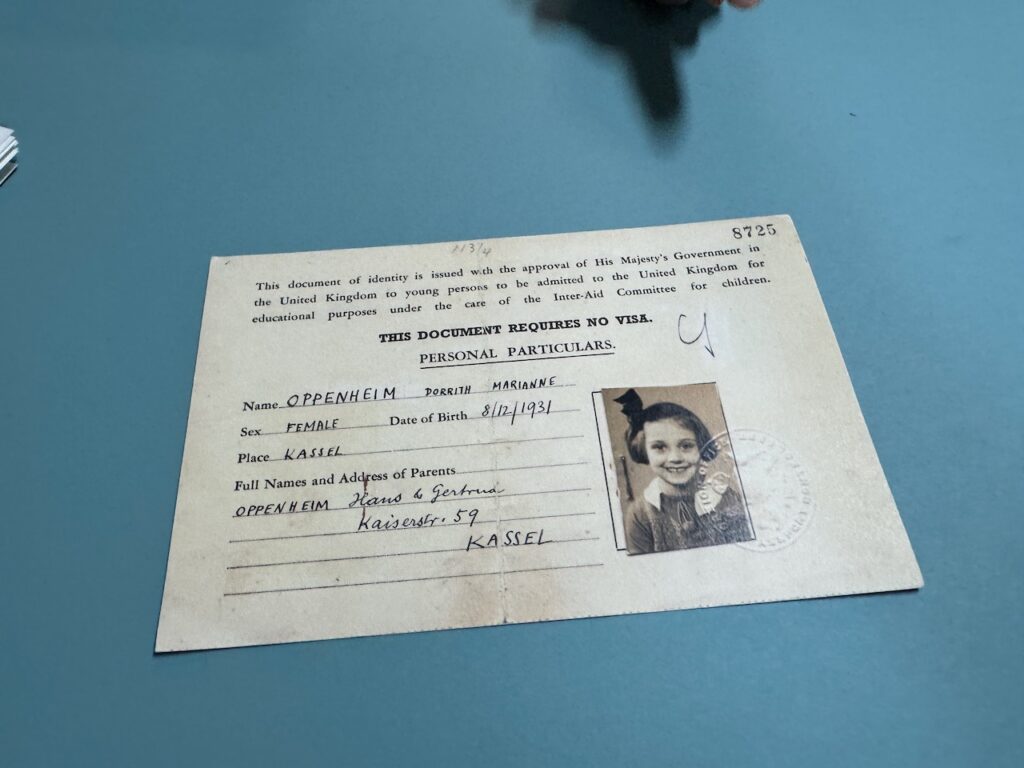 8725
This document of identity is issued with the approval of His Majesty's Government in
the United Kingdom to young persons to be admitted to the United Kingdom for
educational purposes under the care of the Inter-Aid Committee for children.
THIS DOCUMENT REQUIRES NO VISA.
PERSONAL PARTICULARS.
Name OPPENHEIM DORRITH MARIANNE
Sex FEMALE Date of Birth 8/12/1931
Place KASSEL
Full Names and Address of Parents
OPPENHEIM Hans & Gertrud
Kaiserstr. 59
KASSEL